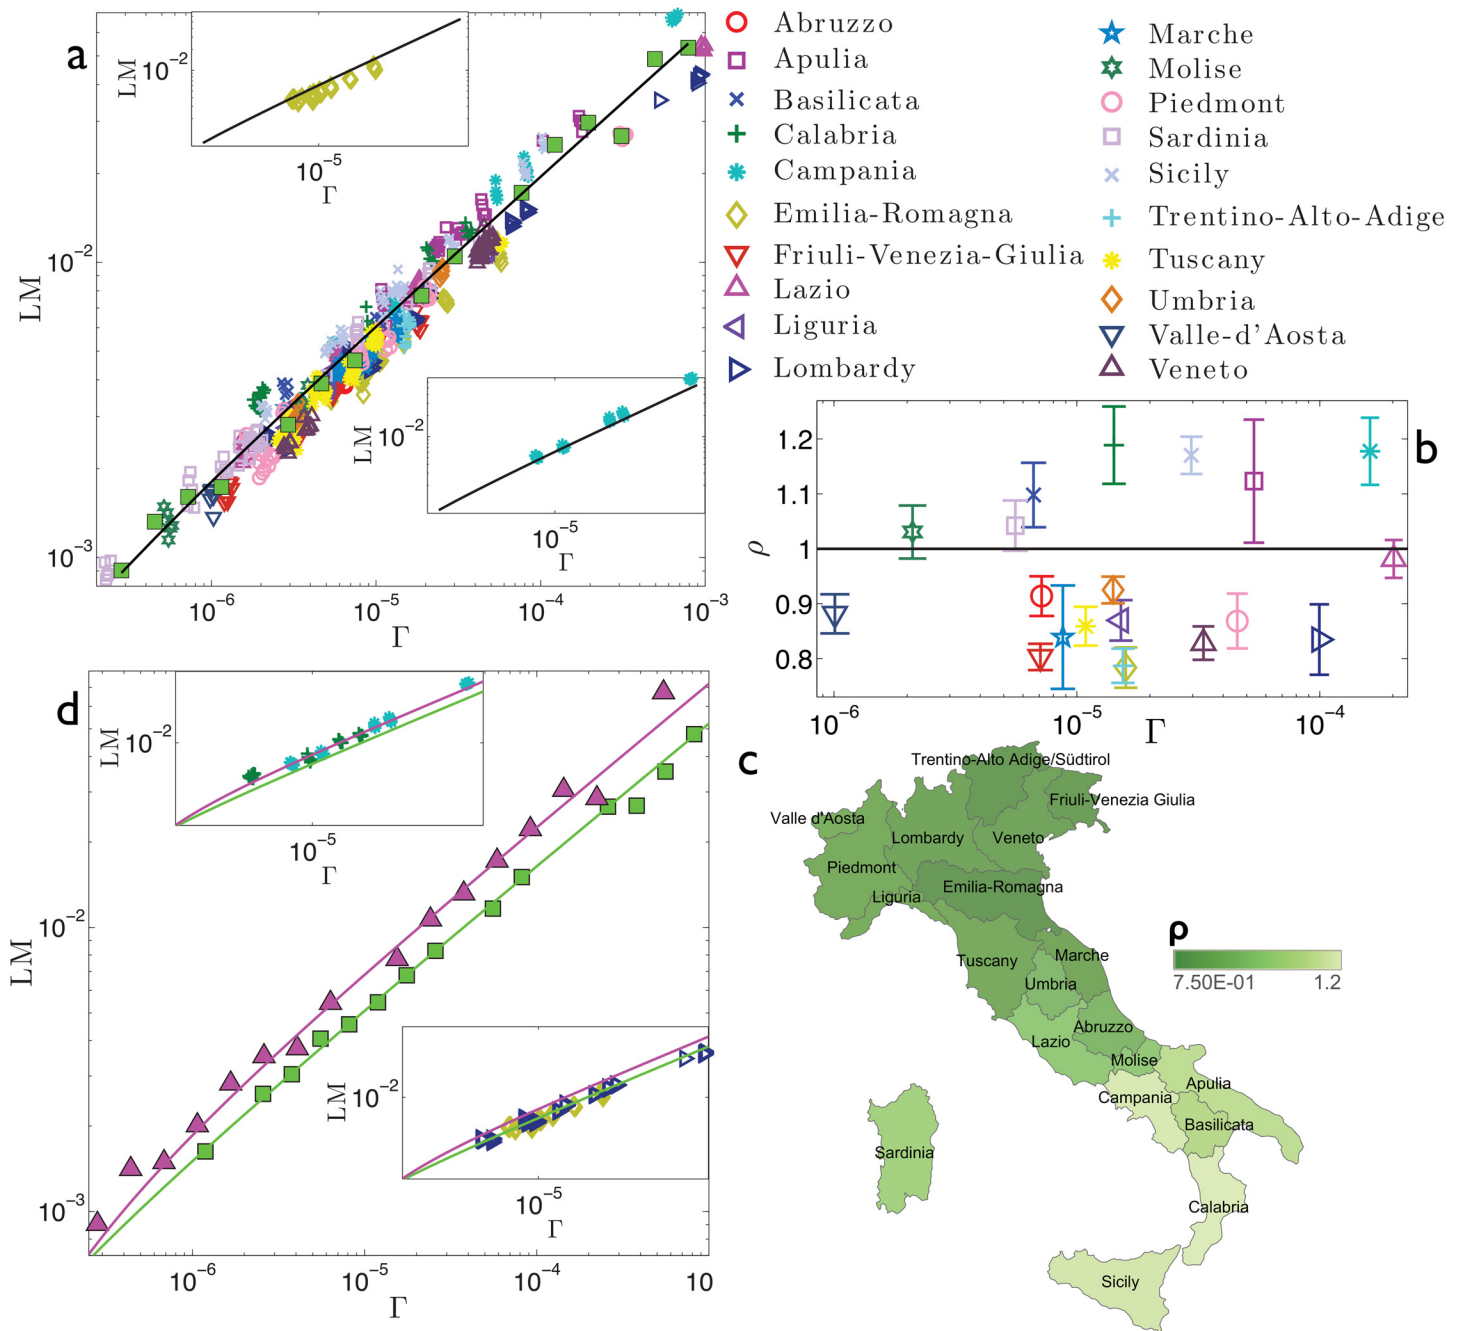 a
LM
10⁻²
10⁻³
10⁻⁶
10⁻⁵
10⁻⁴
10⁻³
Γ
LM
10⁻²
10⁻⁵
Γ
LM
10⁻²
10⁻⁵
Γ
Abruzzo
Apulia
Basilicata
Calabria
Campania
Emilia-Romagna
Friuli-Venezia-Giulia
Lazio
Liguria
Lombardy
Marche
Molise
Piedmont
Sardinia
Sicily
Trentino-Alto-Adige
Tuscany
Umbria
Valle-d'Aosta
Veneto
b
ρ
1.2
1.1
1
0.9
0.8
10⁻⁶
10⁻⁵
10⁻⁴
Γ
c
Trentino-Alto Adige/Südtirol
Friuli-Venezia Giulia
Valle d'Aosta
Lombardy
Veneto
Piedmont
Emilia-Romagna
Liguria
Tuscany
Marche
Umbria
Abruzzo
Lazio
Molise
Apulia
Campania
Basilicata
Sardinia
Calabria
Sicily
ρ
7.50E-01
1.2
d
LM
10⁻²
10⁻³
10⁻⁶
10⁻⁵
10⁻⁴
10
Γ
LM
10⁻²
10⁻⁵
Γ
LM
10⁻²
10⁻⁵
Γ